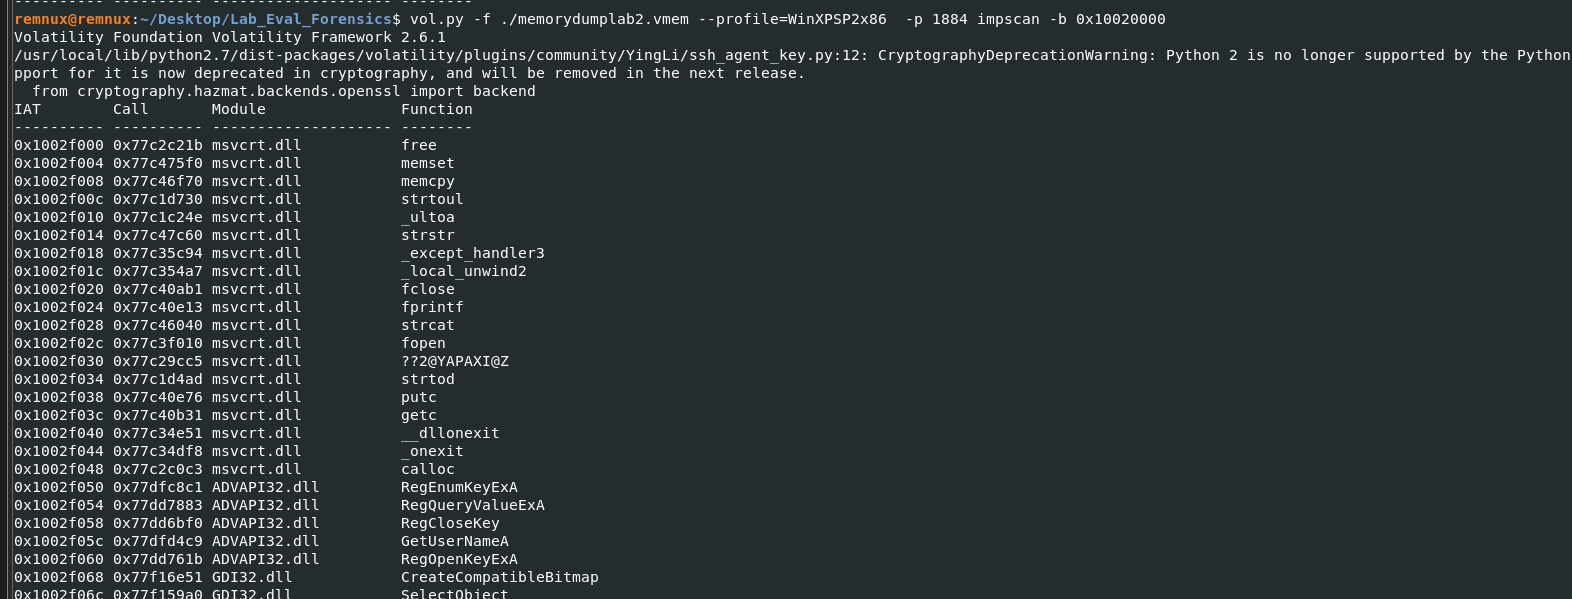 ---------- ---------- -------------------- --------
remnux@remnux:~/Desktop/Lab_Eval_Forensics$ vol.py -f ./memorydumplab2.vmem --profile=WinXPSP2x86  -p 1884 impscan -b 0x10020000
Volatility Foundation Volatility Framework 2.6.1
/usr/local/lib/python2.7/dist-packages/volatility/plugins/community/YingLi/ssh_agent_key.py:12: CryptographyDeprecationWarning: Python 2 is no longer supported by the Python
pport for it is now deprecated in cryptography, and will be removed in the next release.
  from cryptography.hazmat.backends.openssl import backend
IAT        Call       Module               Function
---------- ---------- -------------------- --------
0x1002f000 0x77c2c21b msvcrt.dll           free
0x1002f004 0x77c475f0 msvcrt.dll           memset
0x1002f008 0x77c46f70 msvcrt.dll           memcpy
0x1002f00c 0x77c1d730 msvcrt.dll           strtoul
0x1002f010 0x77c1c24e msvcrt.dll           _ultoa
0x1002f014 0x77c47c60 msvcrt.dll           strstr
0x1002f018 0x77c35c94 msvcrt.dll           _except_handler3
0x1002f01c 0x77c354a7 msvcrt.dll           _local_unwind2
0x1002f020 0x77c40ab1 msvcrt.dll           fclose
0x1002f024 0x77c40e13 msvcrt.dll           fprintf
0x1002f028 0x77c46040 msvcrt.dll           strcat
0x1002f02c 0x77c3f010 msvcrt.dll           fopen
0x1002f030 0x77c29cc5 msvcrt.dll           ??2@YAPAXI@Z
0x1002f034 0x77c1d4ad msvcrt.dll           strtod
0x1002f038 0x77c40e76 msvcrt.dll           putc
0x1002f03c 0x77c40b31 msvcrt.dll           getc
0x1002f040 0x77c34e51 msvcrt.dll           __dllonexit
0x1002f044 0x77c34df8 msvcrt.dll           _onexit
0x1002f048 0x77c2c0c3 msvcrt.dll           calloc
0x1002f050 0x77dfc8c1 ADVAPI32.dll         RegEnumKeyExA
0x1002f054 0x77dd7883 ADVAPI32.dll         RegQueryValueExA
0x1002f058 0x77dd6bf0 ADVAPI32.dll         RegCloseKey
0x1002f05c 0x77dfd4c9 ADVAPI32.dll         GetUserNameA
0x1002f060 0x77dd761b ADVAPI32.dll         RegOpenKeyExA
0x1002f068 0x77f16e51 GDI32.dll            CreateCompatibleBitmap
0x1002f06c 0x77f159a0 GDI32.dll            SelectObject